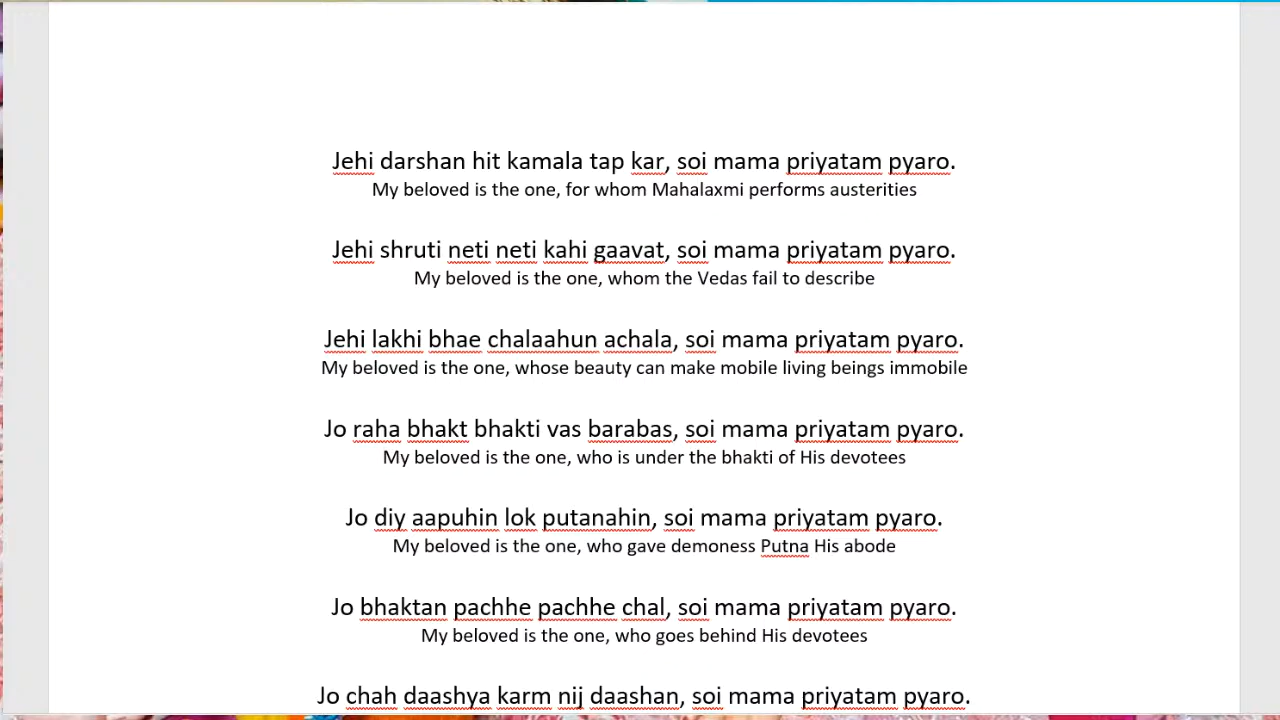 Jehi darshan hit kamala tap kar, soi mama priyatam pyaro.
My beloved is the one, for whom Mahalaxmi performs austerities
Jehi shruti neti neti kahi gaavat, soi mama priyatam pyaro.
My beloved is the one, whom the Vedas fail to describe
Jehi lakhi bhae chalaahun achala, soi mama priyatam pyaro.
My beloved is the one, whose beauty can make mobile living beings immobile
Jo raha bhakt bhakti vas barabas, soi mama priyatam pyaro.
My beloved is the one, who is under the bhakti of His devotees
Jo diy aapuhin lok putanahin, soi mama priyatam pyaro.
My beloved is the one, who gave demoness Putna His abode
Jo bhaktan pachhe pachhe chal, soi mama priyatam pyaro.
My beloved is the one, who goes behind His devotees
Jo chah daashya karm nij daashan, soi mama priyatam pyaro.